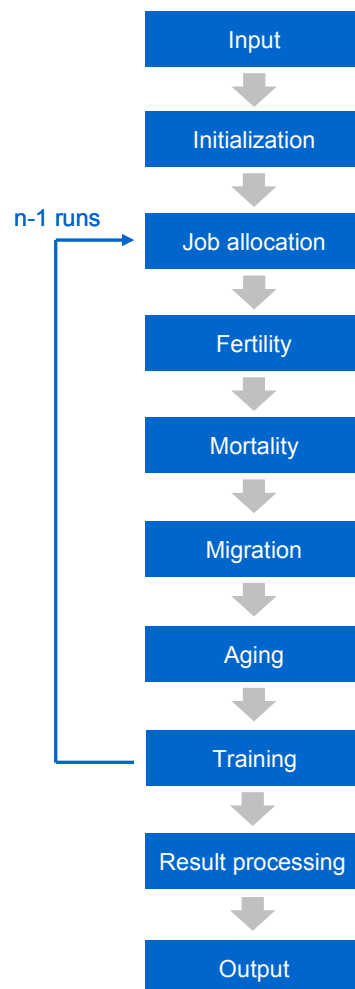 Input
Initialization
n-1 runs
Job allocation
Fertility
Mortality
Migration
Aging
Training
Result processing
Output